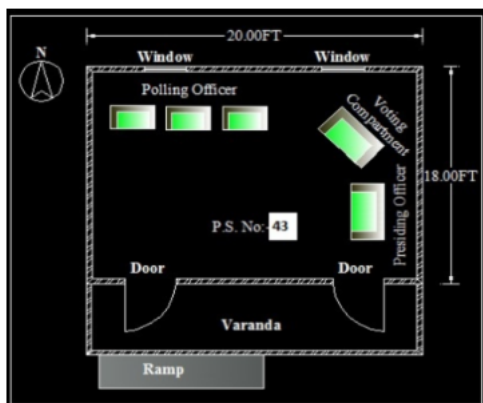 20.00FT
N
Window
Window
Polling Officer
Voting
Compartment
18.00FT
Presiding Officer
P.S. No:- 43
Door
Door
Varanda
Ramp